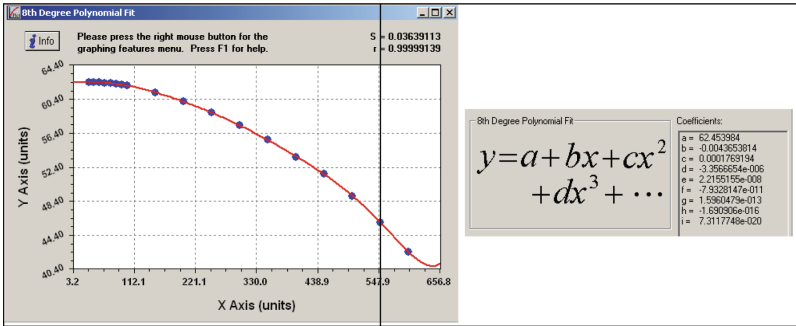 8th Degree Polynomial Fit
Info
Please press the right mouse button for the
graphing features menu. Press F1 for help.
S = 0.03639113
r = 0.99999139
Y Axis (units)
64.40
60.40
56.40
52.40
48.40
44.40
40.40
3.2 112.1 221.1 330.0 438.9 547.9 656.8
X Axis (units)
8th Degree Polynomial Fit
y=a+bx+cx²
+dx³+ ···
Coefficients:
a = 62.453984
b = -0.0043653814
c = 0.0001769194
d = -3.3566654e-006
e = 2.2155155e-008
f = -7.9328147e-011
g = 1.5960479e-013
h = -1.690906e-016
i = 7.3117748e-020